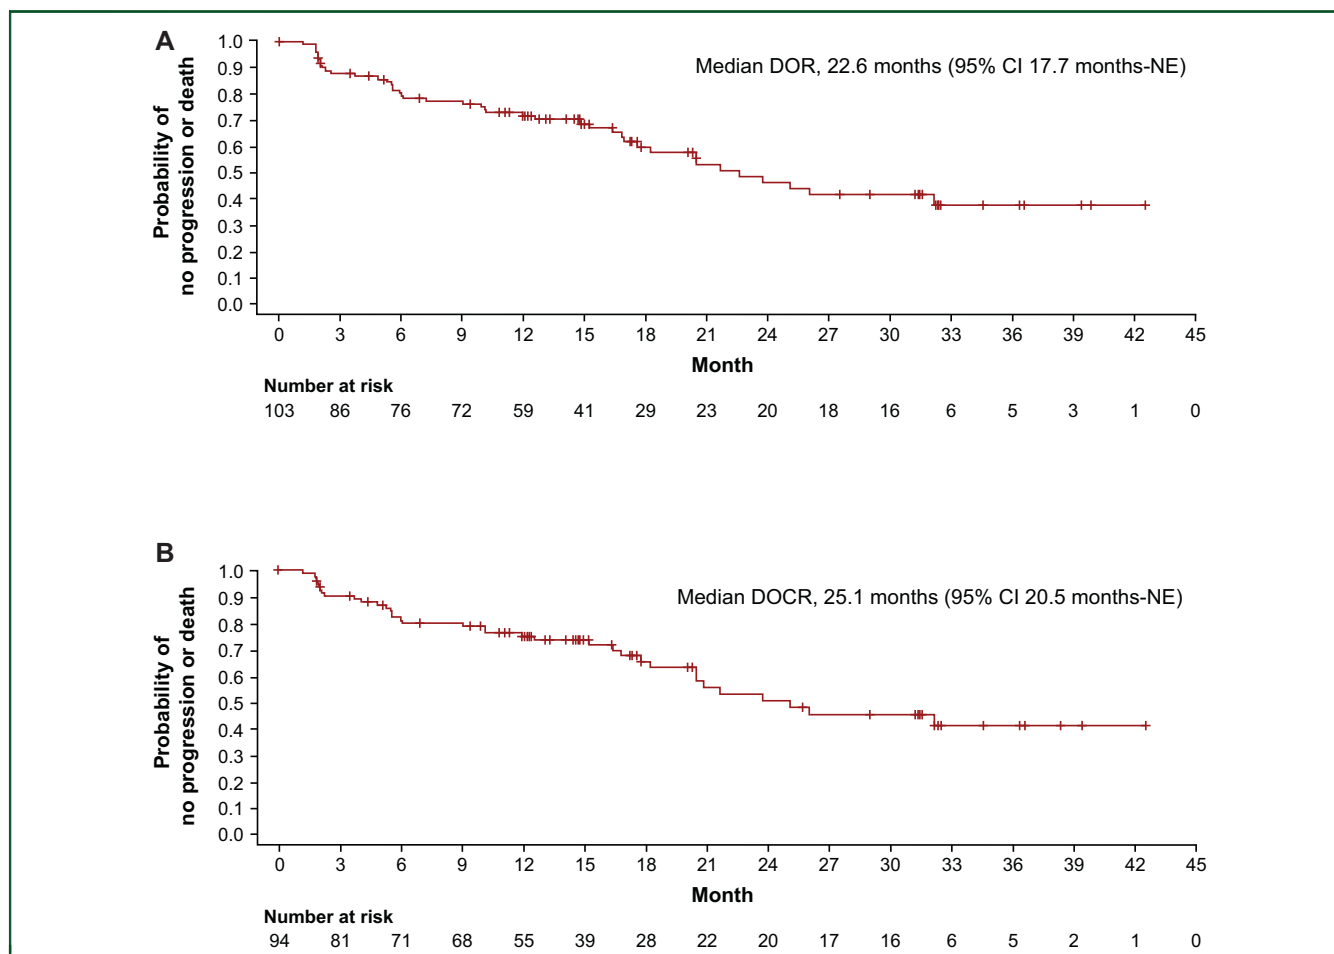 A
Median DOR, 22.6 months (95% CI 17.7 months-NE)
Probability of
no progression or death
1.0
0.9
0.8
0.7
0.6
0.5
0.4
0.3
0.2
0.1
0.0
0 3 6 9 12 15 18 21 24 27 30 33 36 39 42 45
Month
Number at risk
103 86 76 72 59 41 29 23 20 18 16 6 5 3 1 0
B
Median DOCR, 25.1 months (95% CI 20.5 months-NE)
Probability of
no progression or death
1.0
0.9
0.8
0.7
0.6
0.5
0.4
0.3
0.2
0.1
0.0
0 3 6 9 12 15 18 21 24 27 30 33 36 39 42 45
Month
Number at risk
94 81 71 68 55 39 28 22 20 17 16 6 5 2 1 0